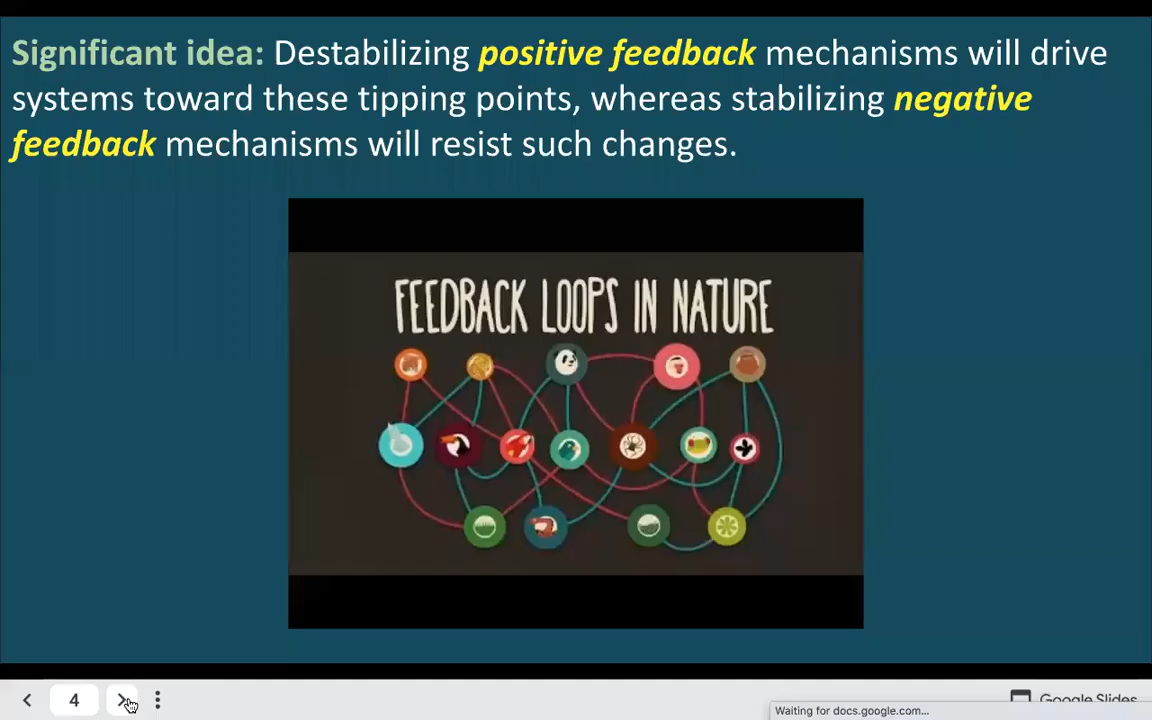 Significant idea: Destabilizing positive feedback mechanisms will drive
systems toward these tipping points, whereas stabilizing negative
feedback mechanisms will resist such changes.
FEEDBACK LOOPS IN NATURE
4
Google Slides
Waiting for docs.google.com...